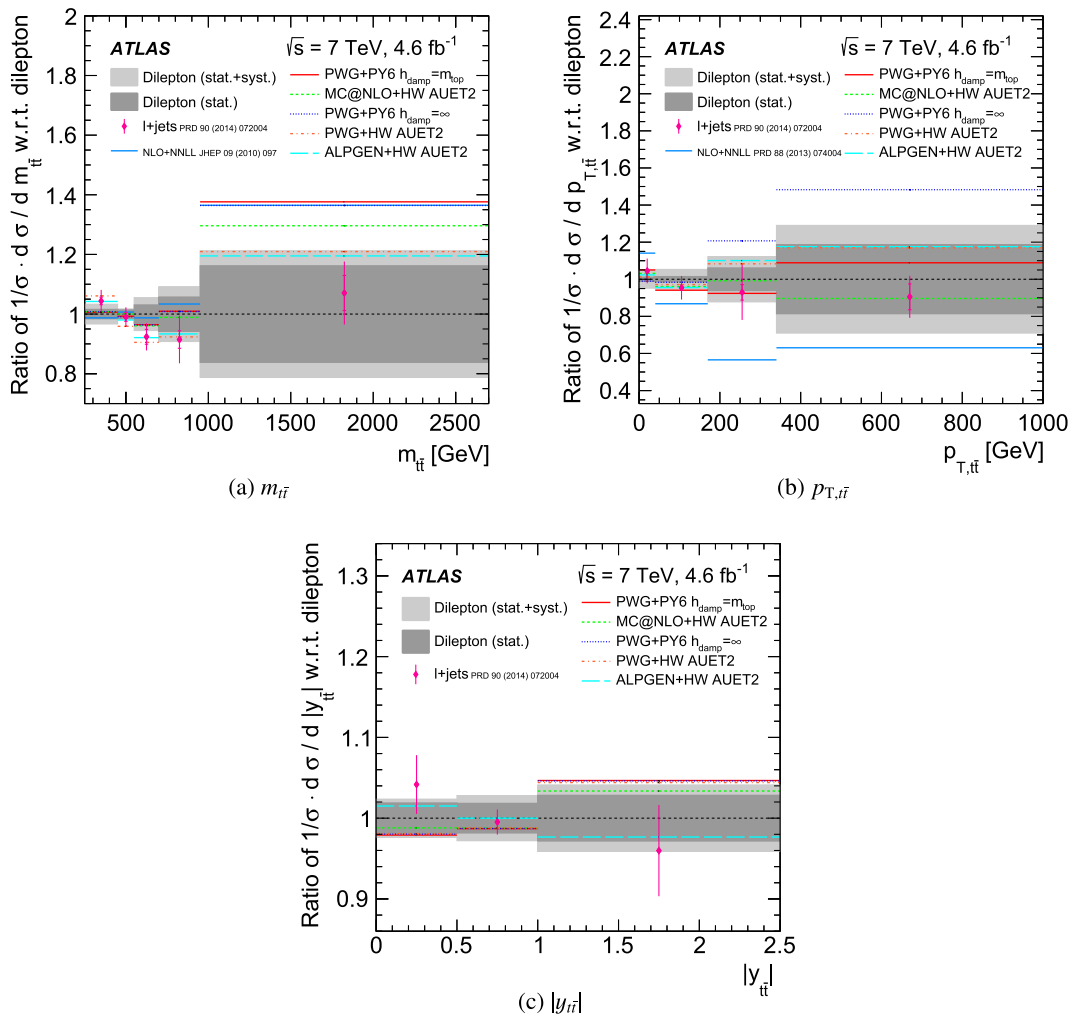 ATLAS
√s = 7 TeV, 4.6 fb⁻¹
Dilepton (stat.+syst.)
Dilepton (stat.)
l+jets PRD 90 (2014) 072004
NLO+NNLL JHEP 09 (2010) 097
PWG+PY6 h_damp=m_top
MC@NLO+HW AUET2
PWG+PY6 h_damp=∞
PWG+HW AUET2
ALPGEN+HW AUET2
Ratio of 1/σ · d σ / d m_tt̄ w.r.t. dilepton
2
1.8
1.6
1.4
1.2
1
0.8
500 1000 1500 2000 2500
m_tt̄ [GeV]
(a) m_tt̄
ATLAS
√s = 7 TeV, 4.6 fb⁻¹
Dilepton (stat.+syst.)
Dilepton (stat.)
l+jets PRD 90 (2014) 072004
NLO+NNLL PRD 88 (2013) 074004
PWG+PY6 h_damp=m_top
MC@NLO+HW AUET2
PWG+PY6 h_damp=∞
PWG+HW AUET2
ALPGEN+HW AUET2
Ratio of 1/σ · d σ / d p_T,tt̄ w.r.t. dilepton
2.4
2.2
2
1.8
1.6
1.4
1.2
1
0.8
0.6
0.4
0 200 400 600 800 1000
p_T,tt̄ [GeV]
(b) p_T,tt̄
ATLAS
√s = 7 TeV, 4.6 fb⁻¹
Dilepton (stat.+syst.)
Dilepton (stat.)
l+jets PRD 90 (2014) 072004
PWG+PY6 h_damp=m_top
MC@NLO+HW AUET2
PWG+PY6 h_damp=∞
PWG+HW AUET2
ALPGEN+HW AUET2
Ratio of 1/σ · d σ / d |y_tt̄| w.r.t. dilepton
1.3
1.2
1.1
1
0.9
0 0.5 1 1.5 2 2.5
|y_tt̄|
(c) |y_tt̄|